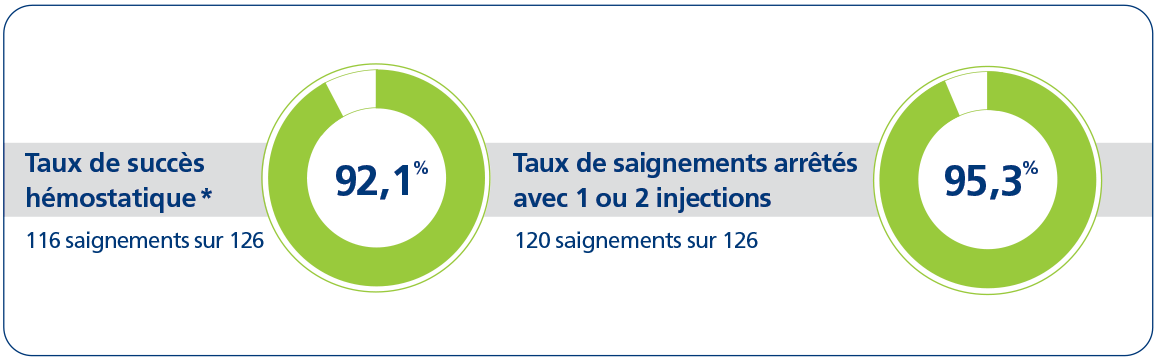 Taux de succès
hémostatique *
116 saignements sur 126
92,1%
Taux de saignements arrêtés
avec 1 ou 2 injections
120 saignements sur 126
95,3%